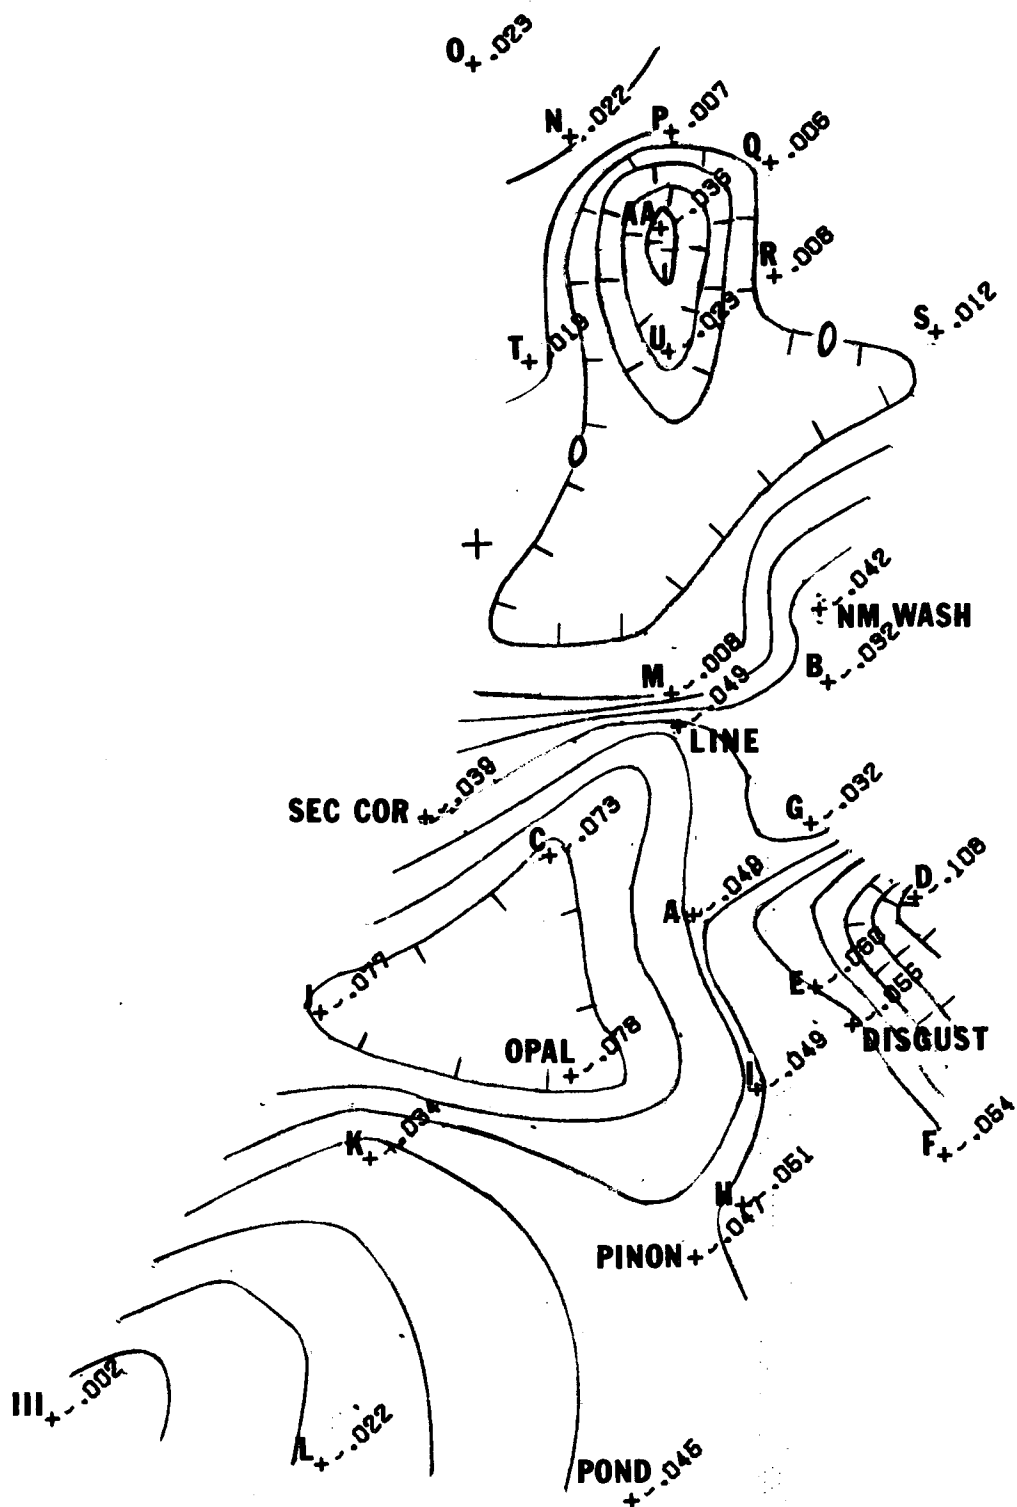 O .023
N .022
P .007
Q .006
AA -.036
R .008
S .012
T .018
U -.029
0
0
-.042
NM WASH
B -.032
M -.008
-.049
LINE
SEC COR -.039
G -.032
C -.073
D -.108
A -.048
E -.060
J -.077
-.055
DISGUST
OPAL -.078
I -.049
K -.034
F -.054
H -.051
PINON -.047
III -.002
L -.022
POND -.045